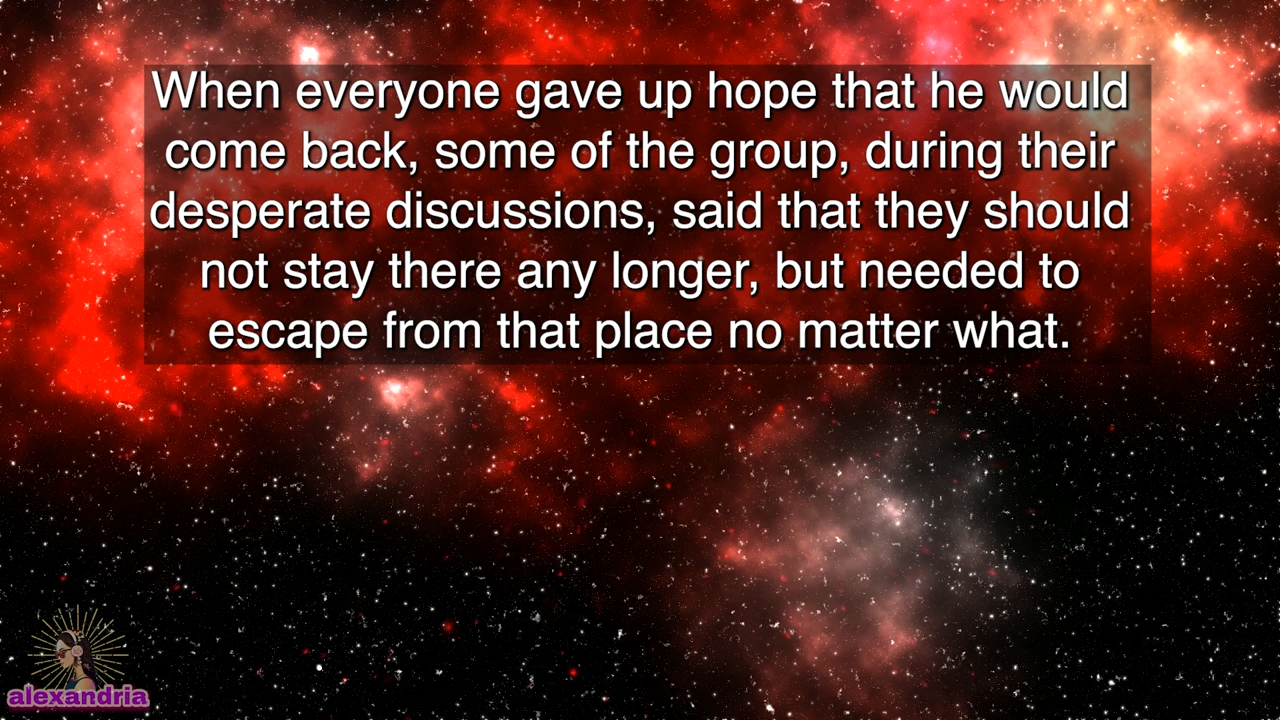 When everyone gave up hope that he would
come back, some of the group, during their
desperate discussions, said that they should
not stay there any longer, but needed to
escape from that place no matter what.
alexandria